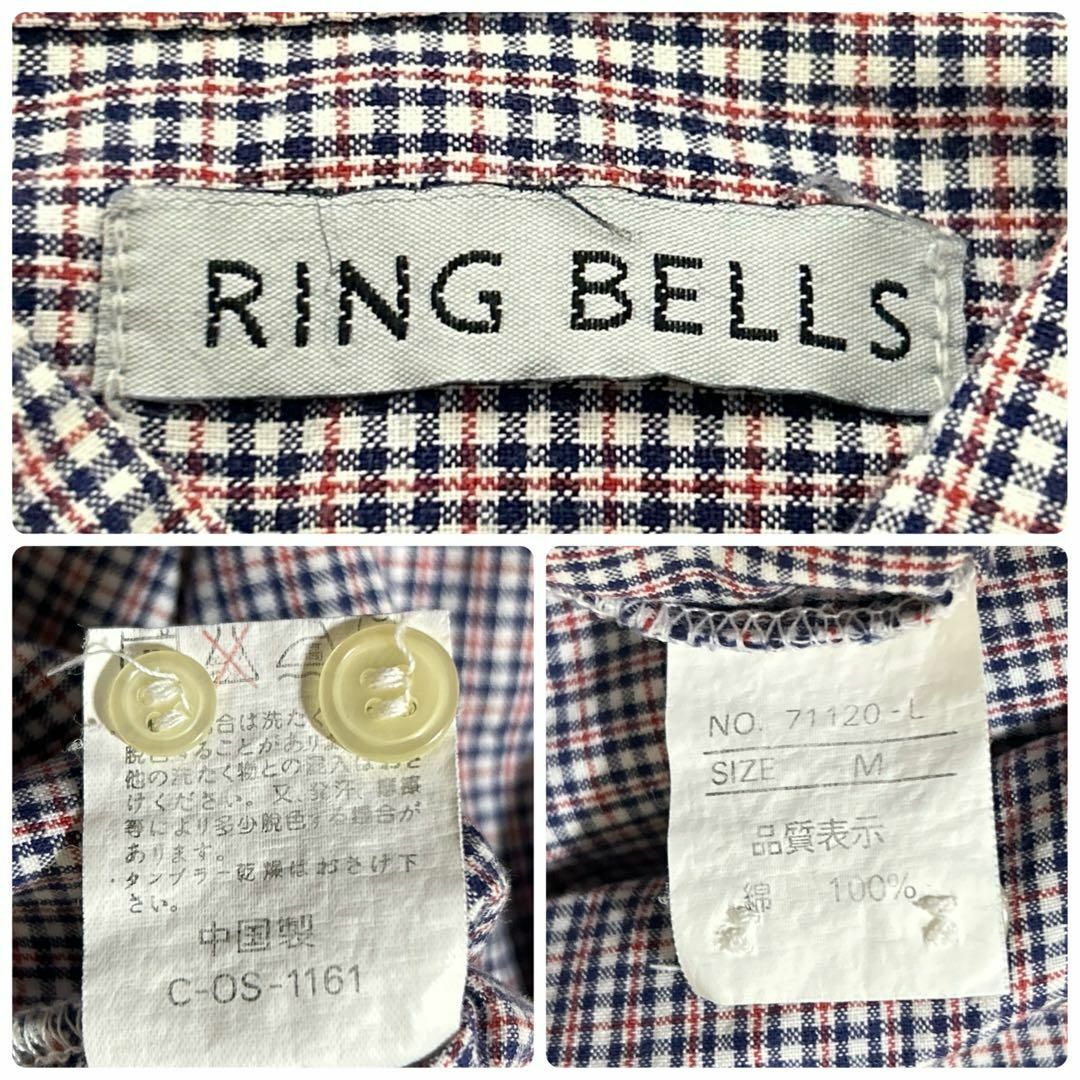 RING BELLS
合は洗たく
脱色することがあり
他の洗たく物との混入はおさ
けください。又、発汗、摩擦
等により多少脱色する場合が
あります。
・タンブラー乾燥はおさけ下
さい。
中国製
C-OS-1161
NO. 71120-L
SIZE M
品質表示
綿 100%